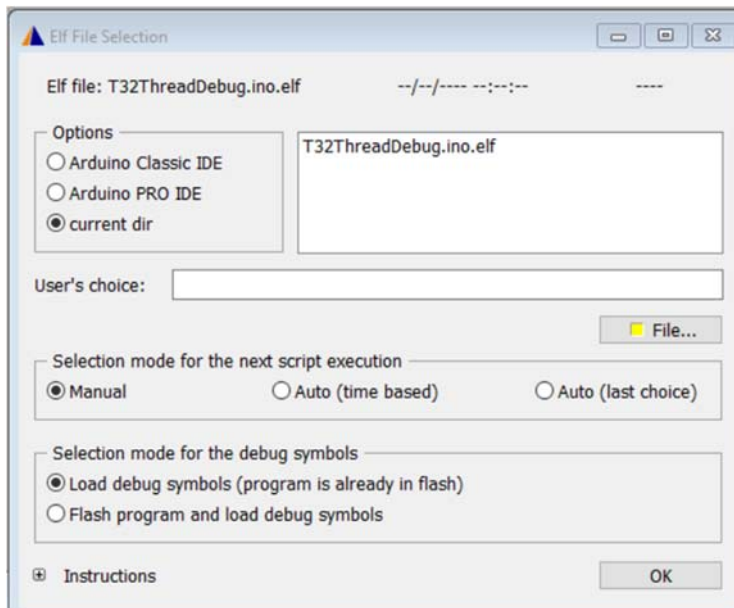 Elf File Selection
Elf file: T32ThreadDebug.ino.elf --/--/---- --:--:-- ----
Options
Arduino Classic IDE
Arduino PRO IDE
current dir
T32ThreadDebug.ino.elf
User's choice:
File...
Selection mode for the next script execution
Manual Auto (time based) Auto (last choice)
Selection mode for the debug symbols
Load debug symbols (program is already in flash)
Flash program and load debug symbols
Instructions OK